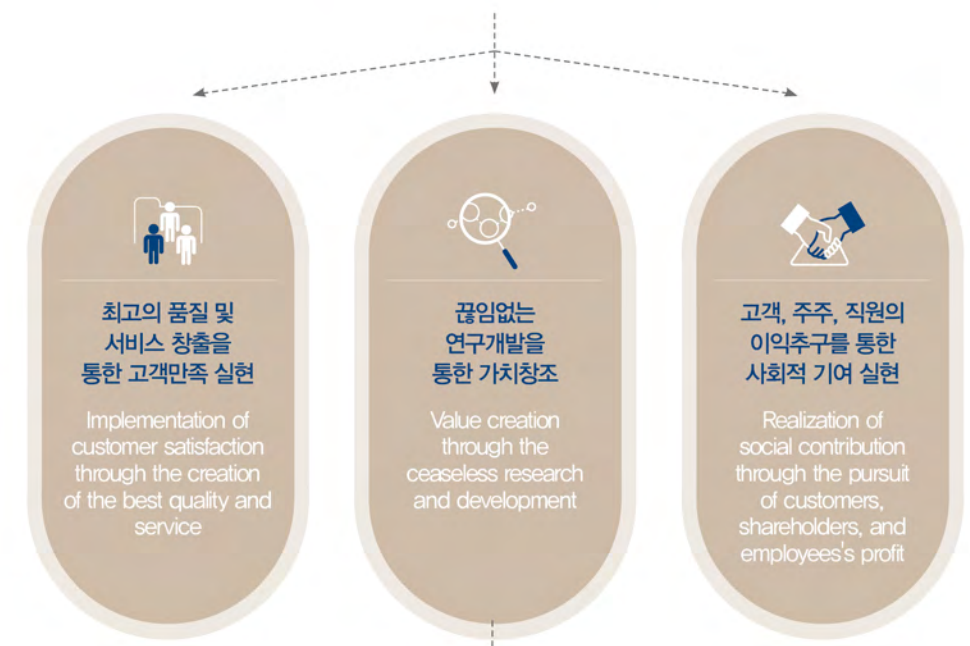 최고의 품질 및
서비스 창출을
통한 고객만족 실현
Implementation of
customer satisfaction
through the creation
of the best quality and
service
끊임없는
연구개발을
통한 가치창조
Value creation
through the
ceaseless research
and development
고객, 주주, 직원의
이익추구를 통한
사회적 기여 실현
Realization of
social contribution
through the pursuit
of customers,
shareholders, and
employees's profit